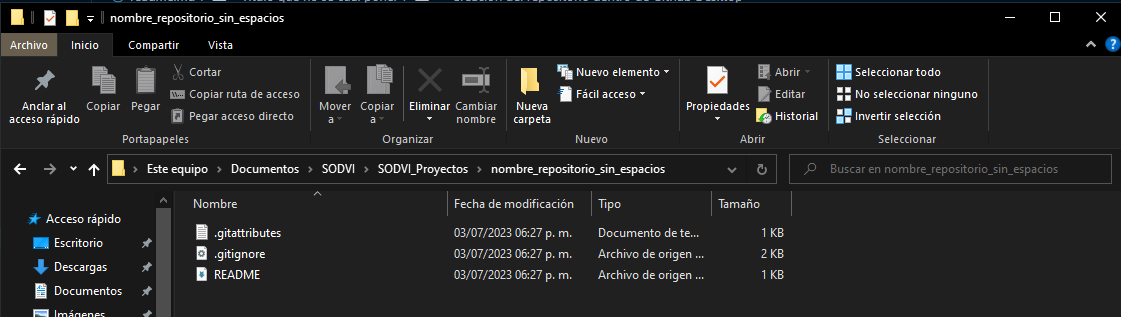 nombre_repositorio_sin_espacios
Archivo Inicio Compartir Vista
Anclar al acceso rápido
Copiar
Pegar
Cortar
Copiar ruta de acceso
Pegar acceso directo
Portapapeles
Mover a
Copiar a
Eliminar
Cambiar nombre
Organizar
Nueva carpeta
Nuevo elemento
Fácil acceso
Nuevo
Propiedades
Abrir
Editar
Historial
Abrir
Seleccionar todo
No seleccionar ninguno
Invertir selección
Seleccionar
Este equipo Documentos SODVI SODVI_Proyectos nombre_repositorio_sin_espacios
Buscar en nombre_repositorio_sin_espacios
Acceso rápido
Escritorio
Descargas
Documentos
Imágenes
Nombre Fecha de modificación Tipo Tamaño
.gitattributes 03/07/2023 06:27 p. m. Documento de te... 1 KB
.gitignore 03/07/2023 06:27 p. m. Archivo de origen ... 2 KB
README 03/07/2023 06:27 p. m. Archivo de origen ... 1 KB